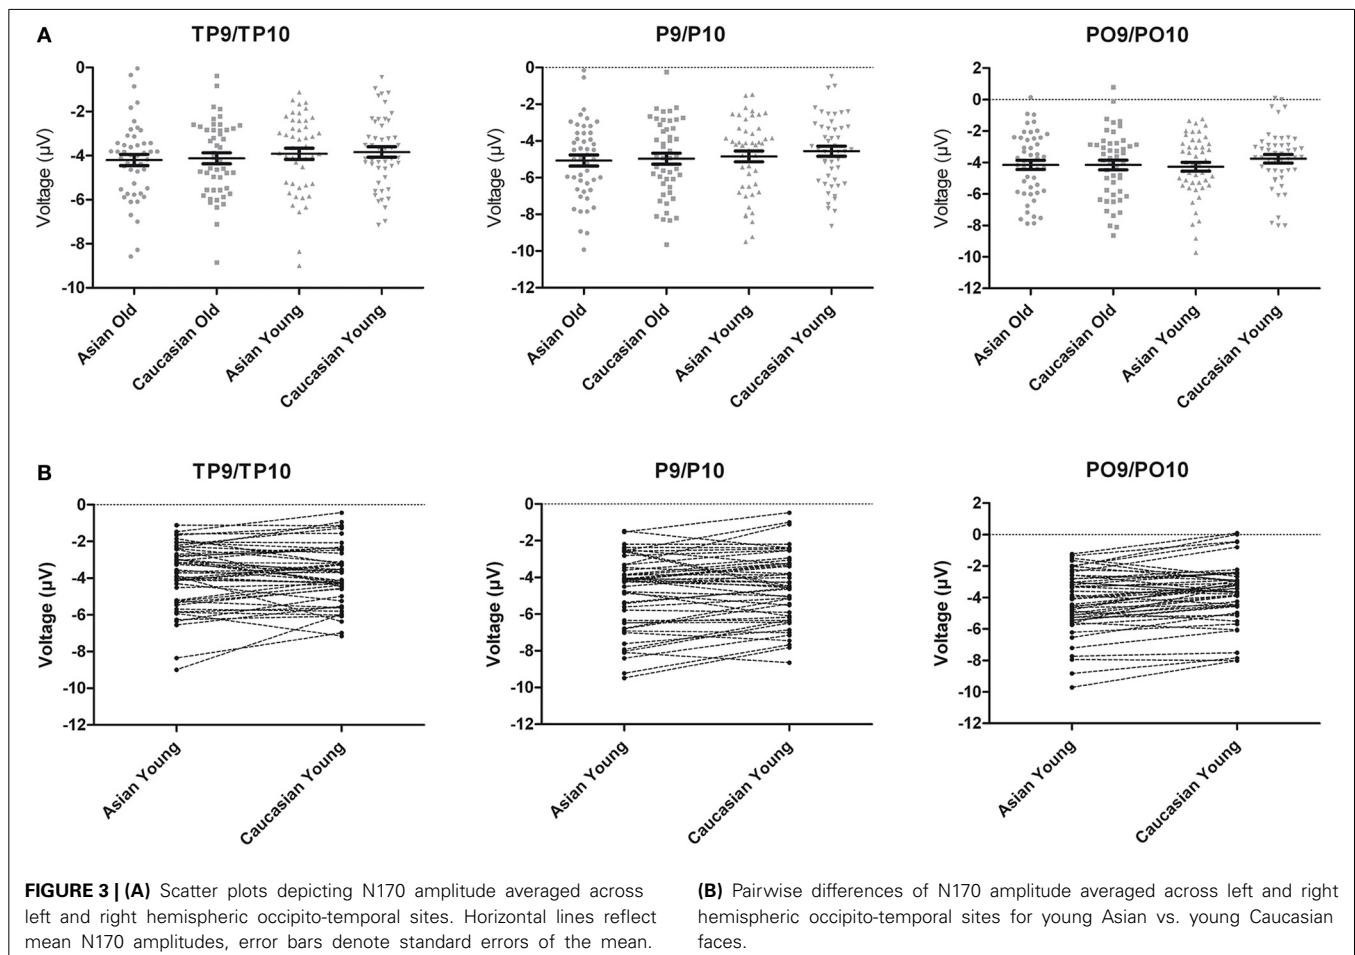 A
TP9/TP10
P9/P10
PO9/PO10
Voltage (µV)
0
-2
-4
-6
-8
-10
Asian Old
Caucasian Old
Asian Young
Caucasian Young
Voltage (µV)
0
-2
-4
-6
-8
-10
-12
Asian Old
Caucasian Old
Asian Young
Caucasian Young
Voltage (µV)
2
0
-2
-4
-6
-8
-10
-12
Asian Old
Caucasian Old
Asian Young
Caucasian Young
B
TP9/TP10
P9/P10
PO9/PO10
Voltage (µV)
0
-2
-4
-6
-8
-10
-12
Asian Young
Caucasian Young
Voltage (µV)
0
-2
-4
-6
-8
-10
-12
Asian Young
Caucasian Young
Voltage (µV)
2
0
-2
-4
-6
-8
-10
-12
Asian Young
Caucasian Young
FIGURE 3 | (A) Scatter plots depicting N170 amplitude averaged across
left and right hemispheric occipito-temporal sites. Horizontal lines reflect
mean N170 amplitudes, error bars denote standard errors of the mean.
(B) Pairwise differences of N170 amplitude averaged across left and right
hemispheric occipito-temporal sites for young Asian vs. young Caucasian
faces.